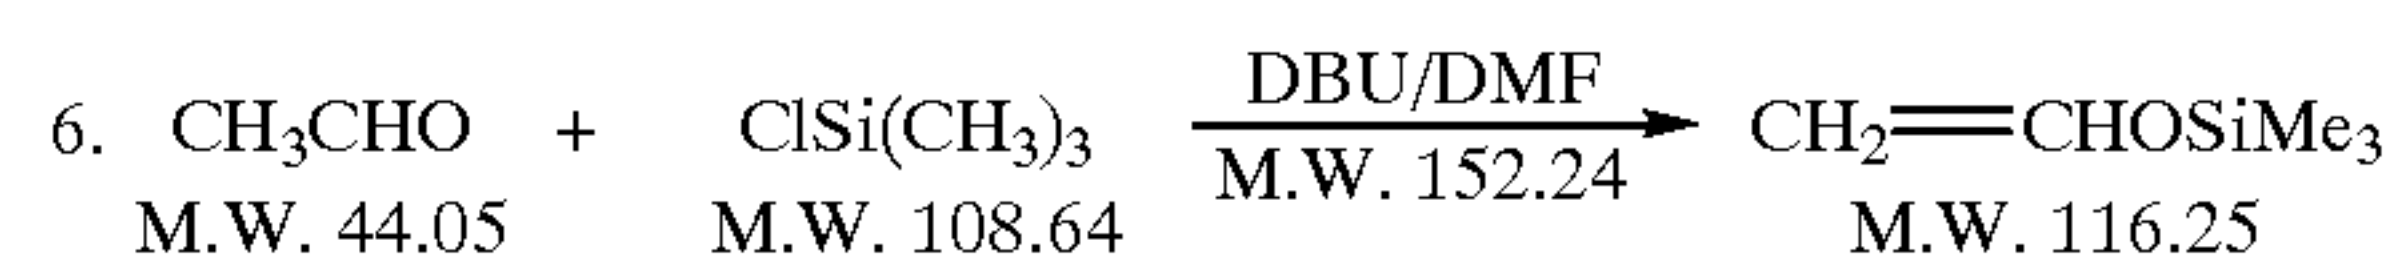 DBU/DMF
6. CH₃CHO + ClSi(CH₃)₃ CH₂=CHOSiMe₃
M.W. 152.24
M.W. 44.05 M.W. 108.64 M.W. 116.25